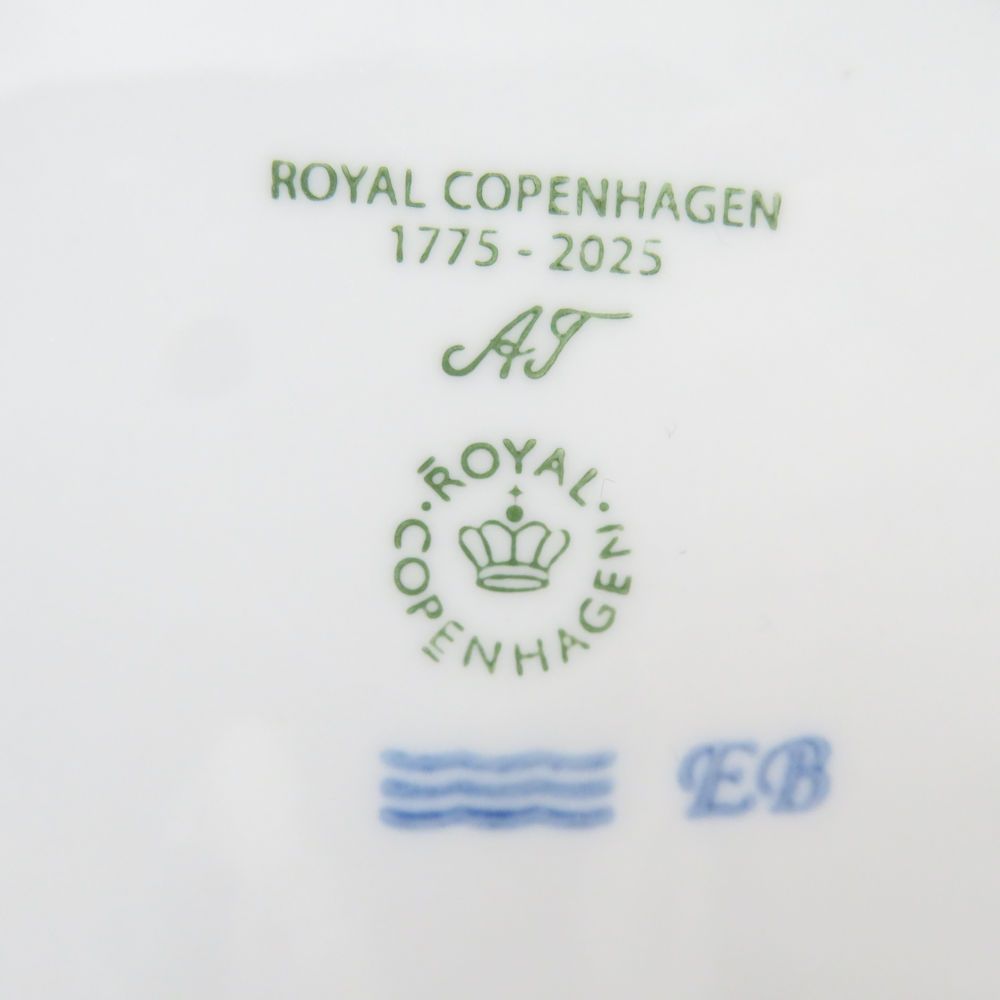 ROYAL COPENHAGEN
1775 - 2025
AT
ROYAL · COPENHAGEN ·
EB